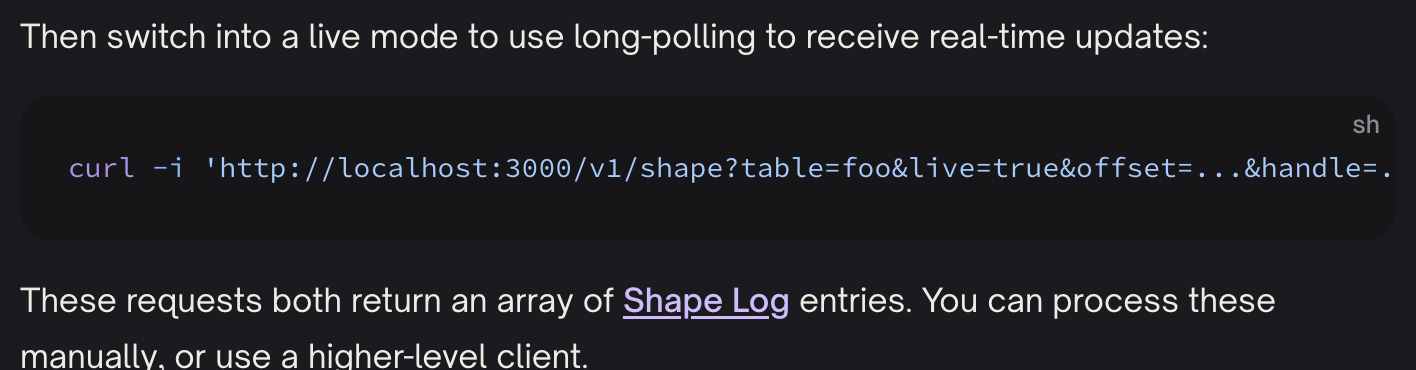 Then switch into a live mode to use long-polling to receive real-time updates:
sh
curl -i 'http://localhost:3000/v1/shape?table=foo&live=true&offset=...&handle=.
These requests both return an array of Shape Log entries. You can process these
manually, or use a higher-level client.